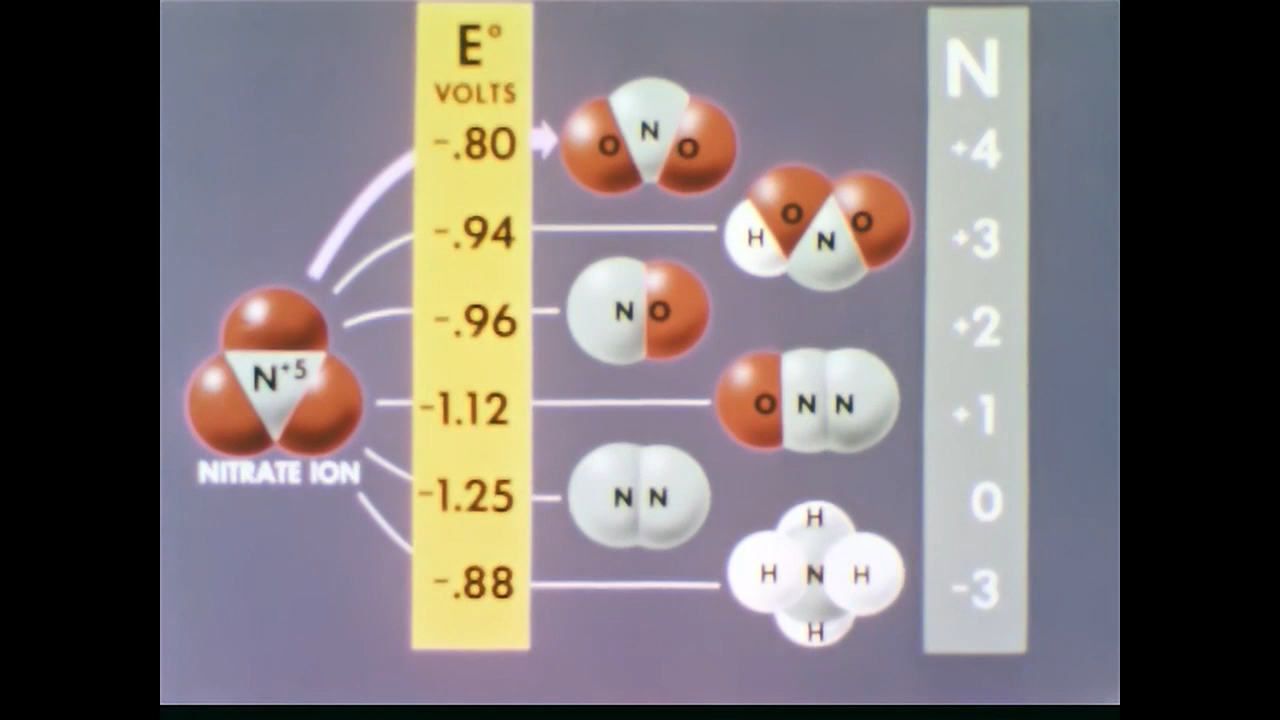 E°
VOLTS
N
-.80
O N O
+4
-.94
H O N O
+3
-.96
N O
+2
N+5
NITRATE ION
-1.12
O N N
+1
-1.25
N N
0
-.88
H
H N H
H
-3